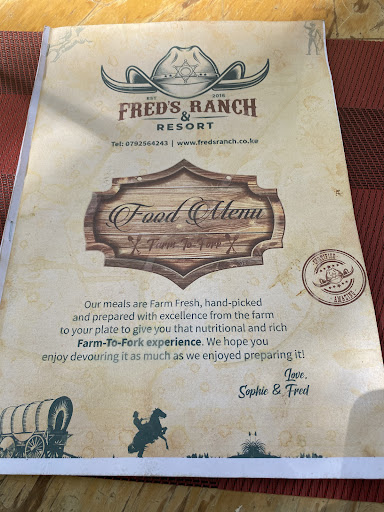 EST 2018
FRED'S RANCH
&
RESORT
Tel: 0792564243 | www.fredsranch.co.ke
Food Menu
Farm-To-Fork
Our meals are Farm Fresh, hand-picked
and prepared with excellence from the farm
to your plate to give you that nutritional and rich
Farm-To-Fork experience. We hope you
enjoy devouring it as much as we enjoyed preparing it!
Love,
Sophie & Fred
AMAZING